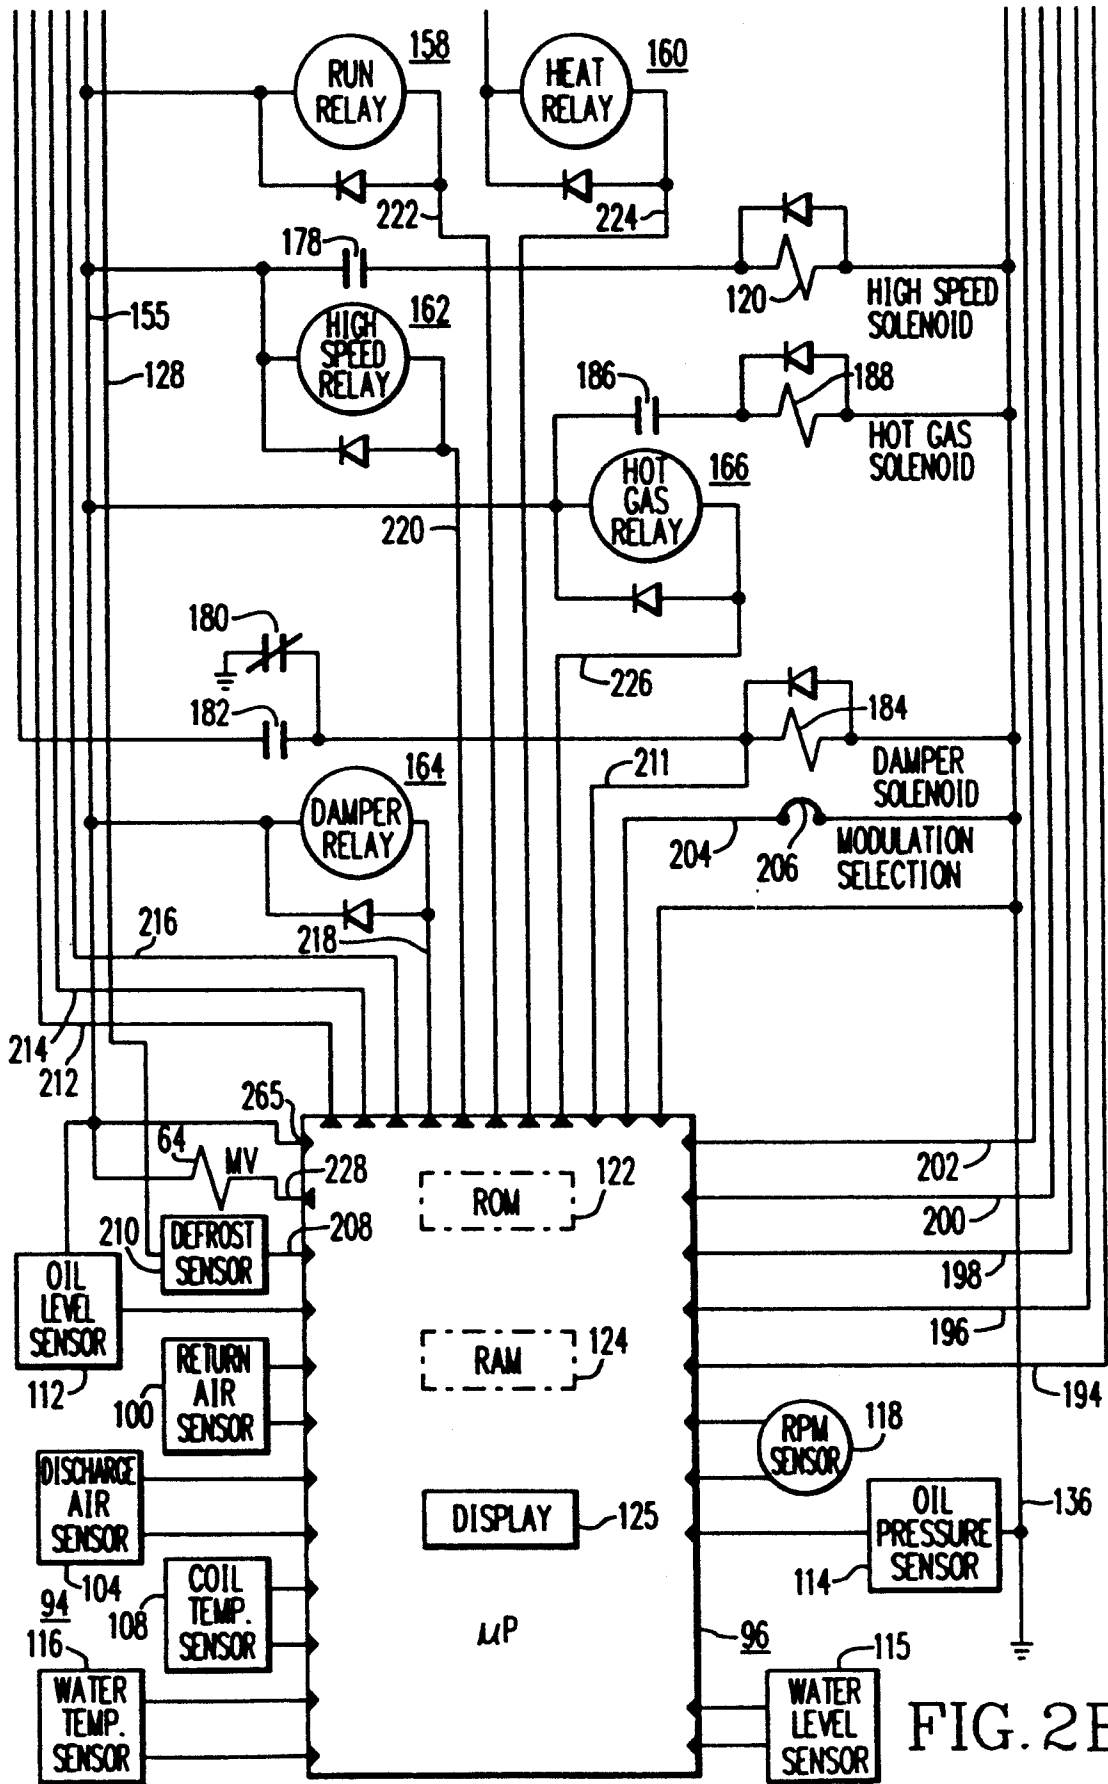 158
RUN
RELAY
160
HEAT
RELAY
222
224
178
120
HIGH SPEED
SOLENOID
155
162
HIGH
SPEED
RELAY
128
186
188
HOT GAS
SOLENOID
HOT
GAS
RELAY
166
220
180
226
182
184
164
211
DAMPER
SOLENOID
DAMPER
RELAY
204
206
MODULATION
SELECTION
216
218
214
212
265
64
MV
228
202
ROM
122
200
210
DEFROST
SENSOR
208
198
OIL
LEVEL
SENSOR
196
112
RETURN
AIR
SENSOR
100
RAM
124
194
RPM
SENSOR
118
DISCHARGE
AIR
SENSOR
104
DISPLAY
125
OIL
PRESSURE
SENSOR
136
114
94
COIL
TEMP.
SENSOR
108
μP
96
116
115
WATER
TEMP.
SENSOR
WATER
LEVEL
SENSOR
FIG. 2B